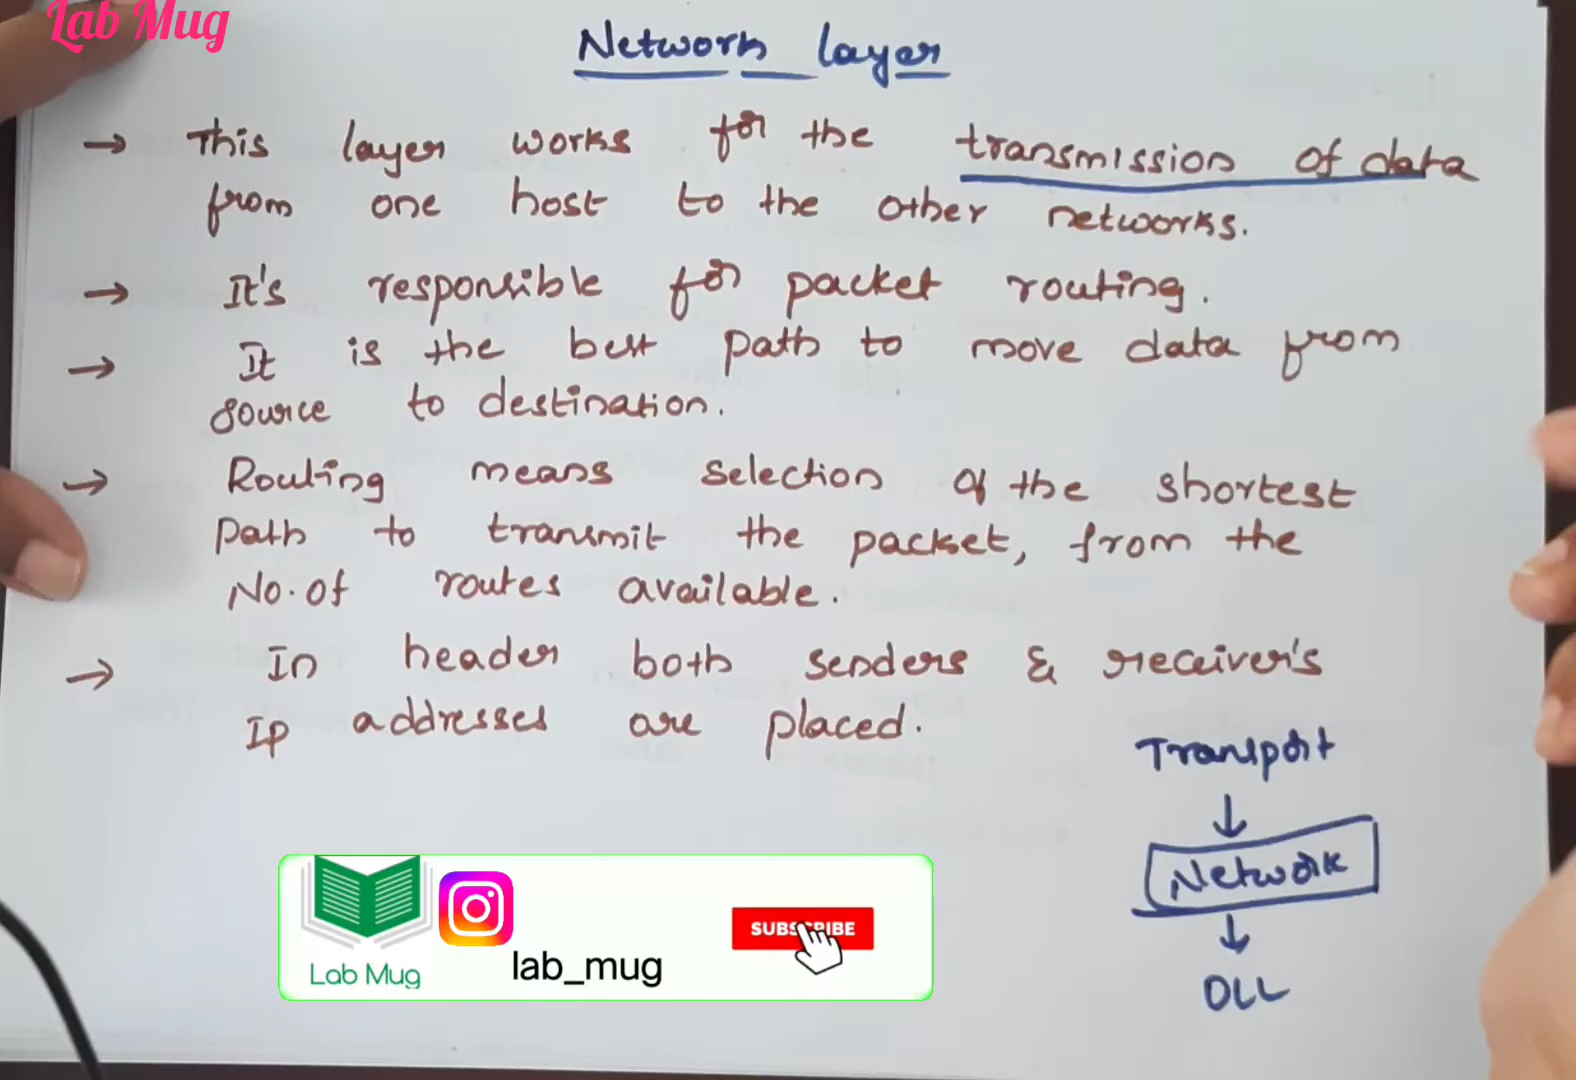 Lab Mug
Network layer
→ This layer works for the transmission of data
from one host to the other networks.
→ It's responsible for packet routing.
→ It is the best path to move data from
source to destination.
→ Routing means selection of the shortest
path to transmit the packet, from the
No. of routes available.
→ In header both senders & receiver's
Ip addresses are placed.
Transport
↓
Network
↓
DLL
Lab Mug
lab_mug
SUBSCRIBE